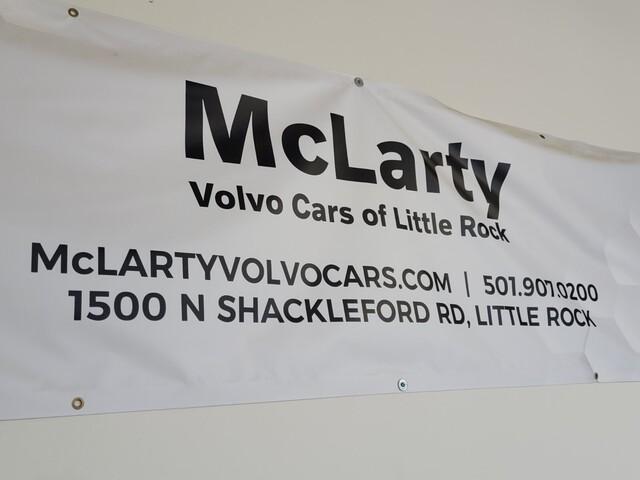 McLarty
Volvo Cars of Little Rock
McLARTYVOLVOCARS.COM | 501.907.0200
1500 N SHACKLEFORD RD, LITTLE ROCK